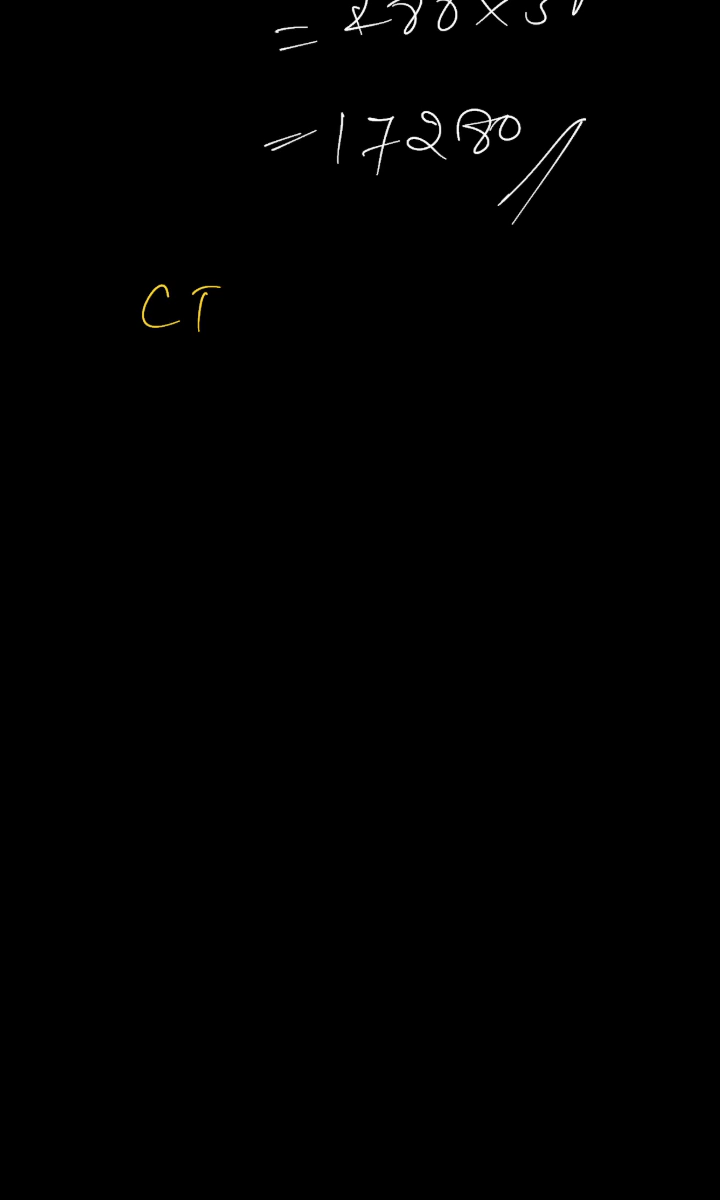 =
= 17280 //
CT